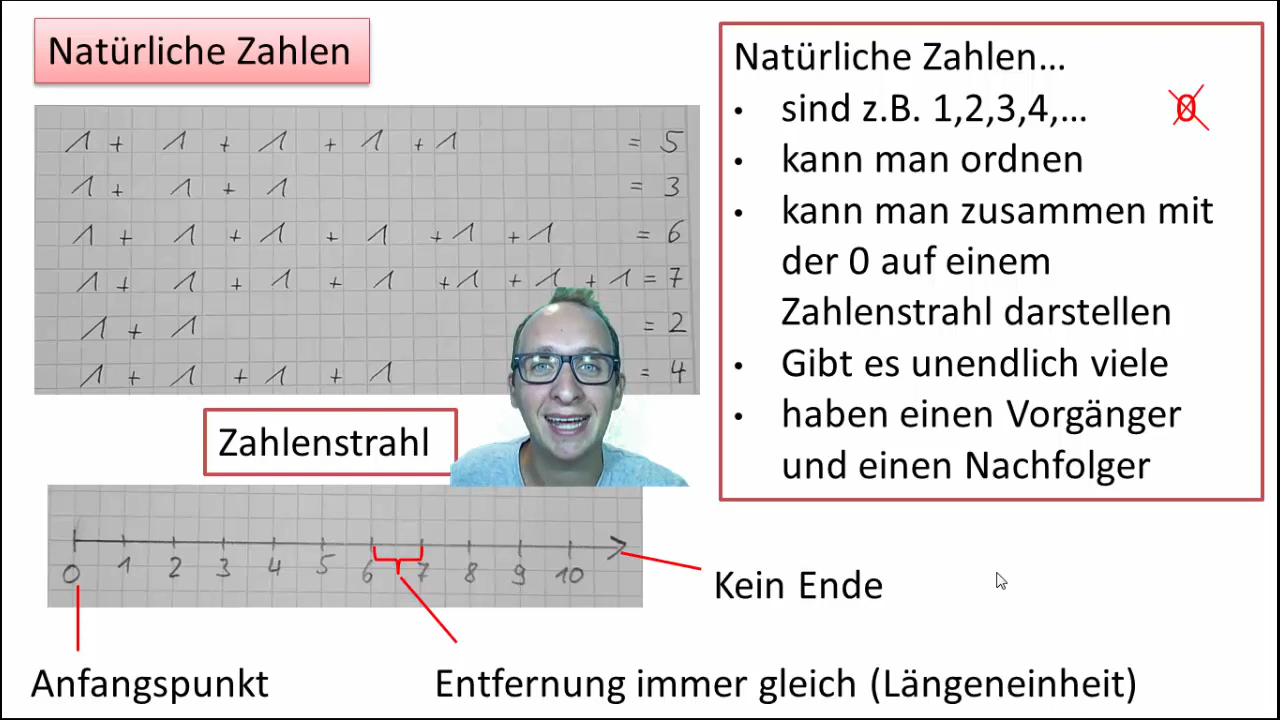 Natürliche Zahlen
1 + 1 + 1 + 1 + 1 = 5
1 + 1 + 1 = 3
1 + 1 + 1 + 1 + 1 + 1 = 6
1 + 1 + 1 + 1 + 1 + 1 + 1 = 7
1 + 1 = 2
1 + 1 + 1 + 1 = 4
Zahlenstrahl
0 1 2 3 4 5 6 7 8 9 10
Anfangspunkt
Entfernung immer gleich (Längeneinheit)
Kein Ende
Natürliche Zahlen...
• sind z.B. 1,2,3,4,... 0
• kann man ordnen
• kann man zusammen mit
der 0 auf einem
Zahlenstrahl darstellen
• Gibt es unendlich viele
• haben einen Vorgänger
und einen Nachfolger